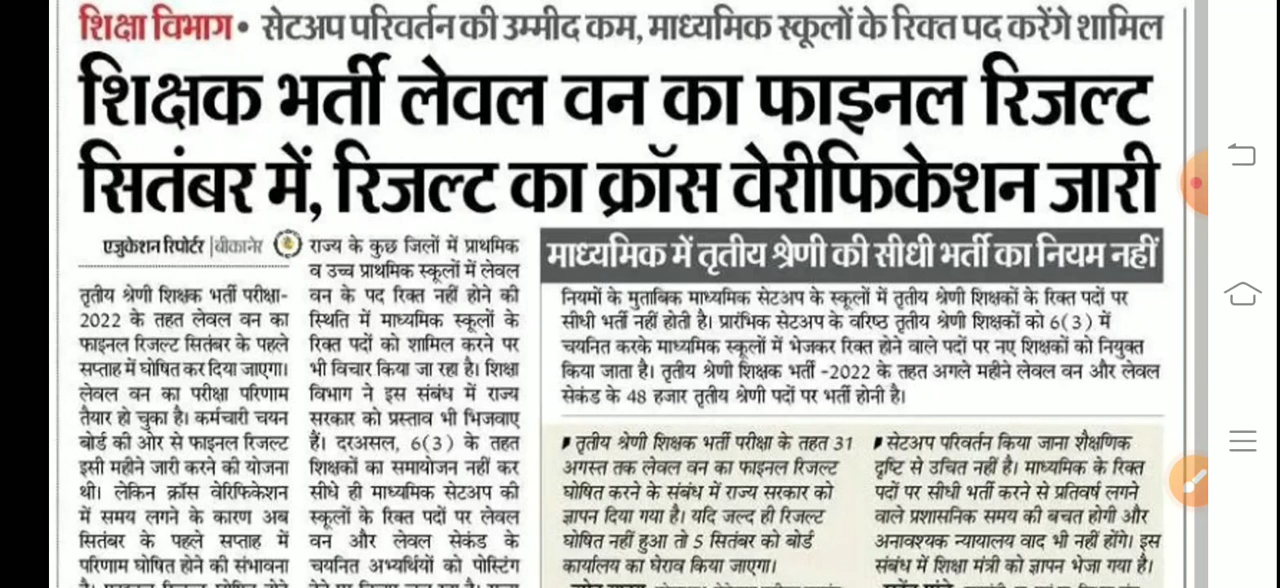 शिक्षा विभाग • सेटअप परिवर्तन की उम्मीद कम, माध्यमिक स्कूलों के रिक्त पद करेंगे शामिल
शिक्षक भर्ती लेवल वन का फाइनल रिजल्ट
सितंबर में, रिजल्ट का क्रॉस वेरीफिकेशन जारी
एजुकेशन रिपोर्टर | बीकानेर
तृतीय श्रेणी शिक्षक भर्ती परीक्षा-
2022 के तहत लेवल वन का
फाइनल रिजल्ट सितंबर के पहले
सप्ताह में घोषित कर दिया जाएगा।
लेवल वन का परीक्षा परिणाम
तैयार हो चुका है। कर्मचारी चयन
बोर्ड की ओर से फाइनल रिजल्ट
इसी महीने जारी करने की योजना
थी। लेकिन क्रॉस वेरिफिकेशन
में समय लगने के कारण अब
सितंबर के पहले सप्ताह में
परिणाम घोषित होने की संभावना
राज्य के कुछ जिलों में प्राथमिक
व उच्च प्राथमिक स्कूलों में लेवल
वन के पद रिक्त नहीं होने की
स्थिति में माध्यमिक स्कूलों के
रिक्त पदों को शामिल करने पर
भी विचार किया जा रहा है। शिक्षा
विभाग ने इस संबंध में राज्य
सरकार को प्रस्ताव भी भिजवाए
हैं। दरअसल, 6(3) के तहत
शिक्षकों का समायोजन नहीं कर
सीधे ही माध्यमिक सेटअप की
स्कूलों के रिक्त पदों पर लेवल
वन और लेवल सेकंड के
चयनित अभ्यर्थियों को पोस्टिंग
माध्यमिक में तृतीय श्रेणी की सीधी भर्ती का नियम नहीं
नियमों के मुताबिक माध्यमिक सेटअप के स्कूलों में तृतीय श्रेणी शिक्षकों के रिक्त पदों पर
सीधी भर्ती नहीं होती है। प्रारंभिक सेटअप के वरिष्ठ तृतीय श्रेणी शिक्षकों को 6(3) में
चयनित करके माध्यमिक स्कूलों में भेजकर रिक्त होने वाले पदों पर नए शिक्षकों को नियुक्त
किया जाता है। तृतीय श्रेणी शिक्षक भर्ती -2022 के तहत अगले महीने लेवल वन और लेवल
सेकंड के 48 हजार तृतीय श्रेणी पदों पर भर्ती होनी है।
तृतीय श्रेणी शिक्षक भर्ती परीक्षा के तहत 31
अगस्त तक लेवल वन का फाइनल रिजल्ट
घोषित करने के संबंध में राज्य सरकार को
ज्ञापन दिया गया है। यदि जल्द ही रिजल्ट
घोषित नहीं हुआ तो 5 सितंबर को बोर्ड
कार्यालय का घेराव किया जाएगा।
सेटअप परिवर्तन किया जाना शैक्षणिक
दृष्टि से उचित नहीं है। माध्यमिक के रिक्त
पदों पर सीधी भर्ती करने से प्रतिवर्ष लगने
वाले प्रशासनिक समय की बचत होगी और
अनावश्यक न्यायालय वाद भी नहीं होंगे। इस
संबंध में शिक्षा मंत्री को ज्ञापन भेजा गया है।